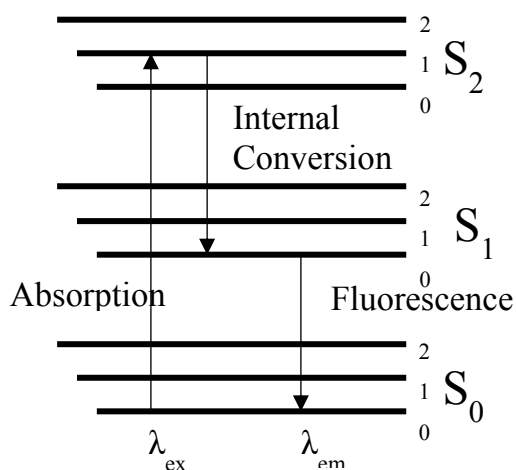 2
1
0
S2
Internal
Conversion
2
1
0
S1
Absorption
Fluorescence
2
1
0
S0
λex
λem